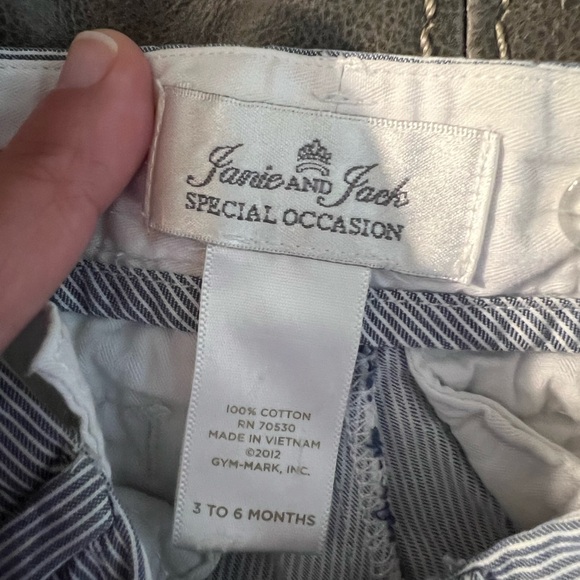 Janie AND Jack
SPECIAL OCCASION
100% COTTON
RN 70530
MADE IN VIETNAM
©2012
GYM-MARK, INC.
3 TO 6 MONTHS